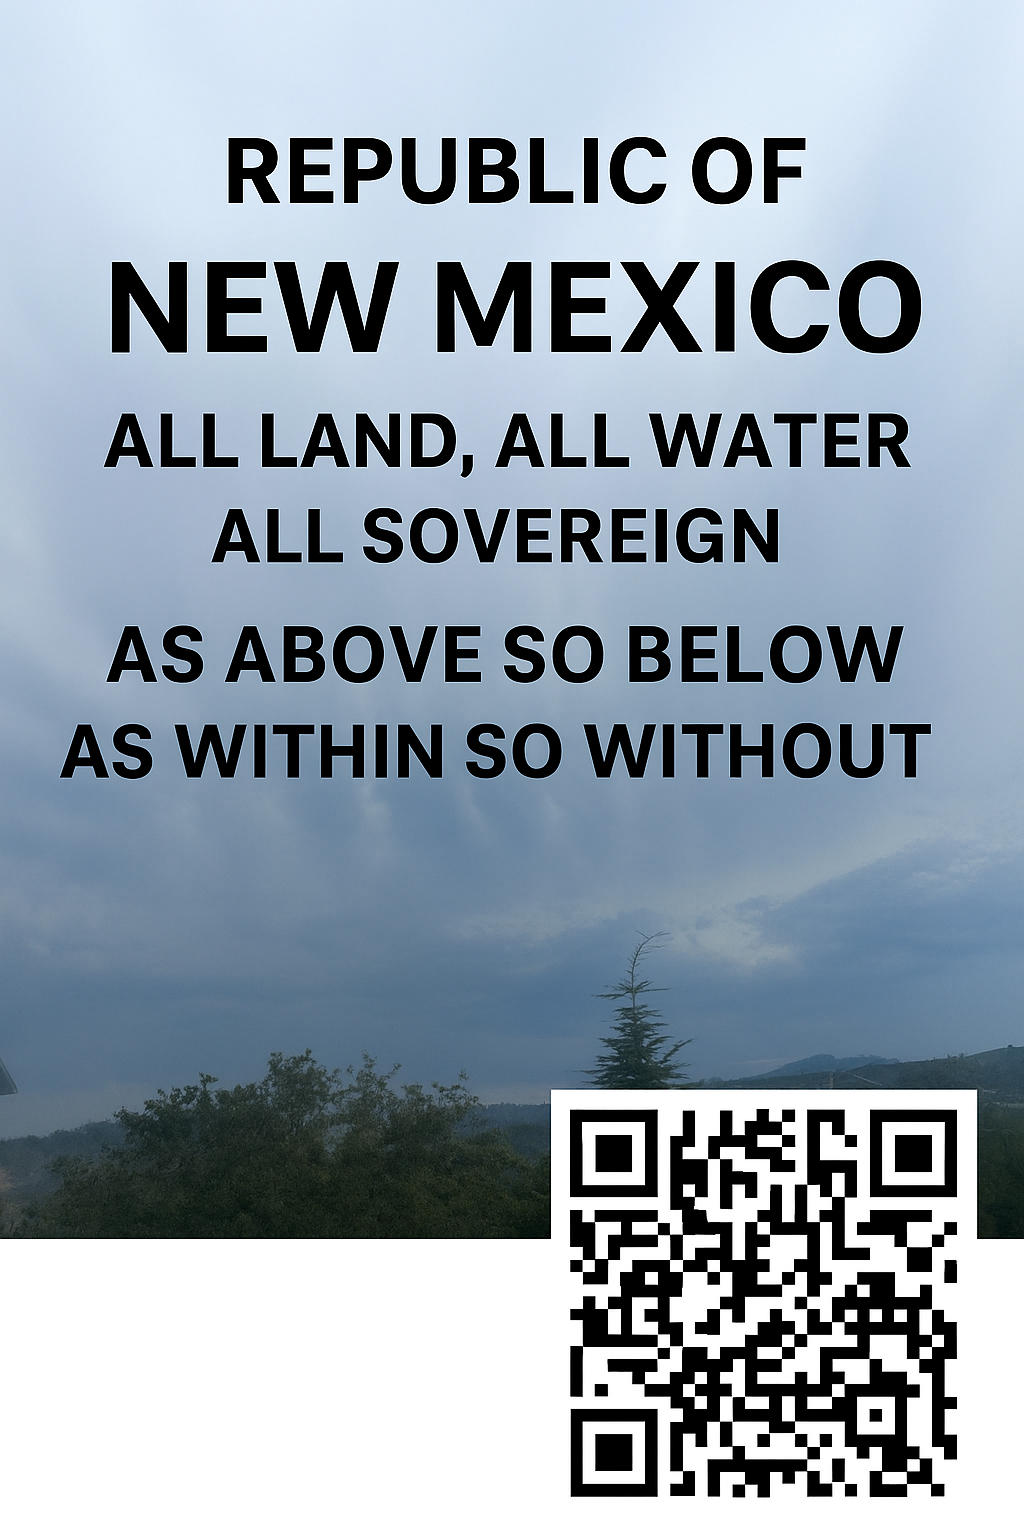 REPUBLIC OF
NEW MEXICO
ALL LAND, ALL WATER
ALL SOVEREIGN
AS ABOVE SO BELOW
AS WITHIN SO WITHOUT